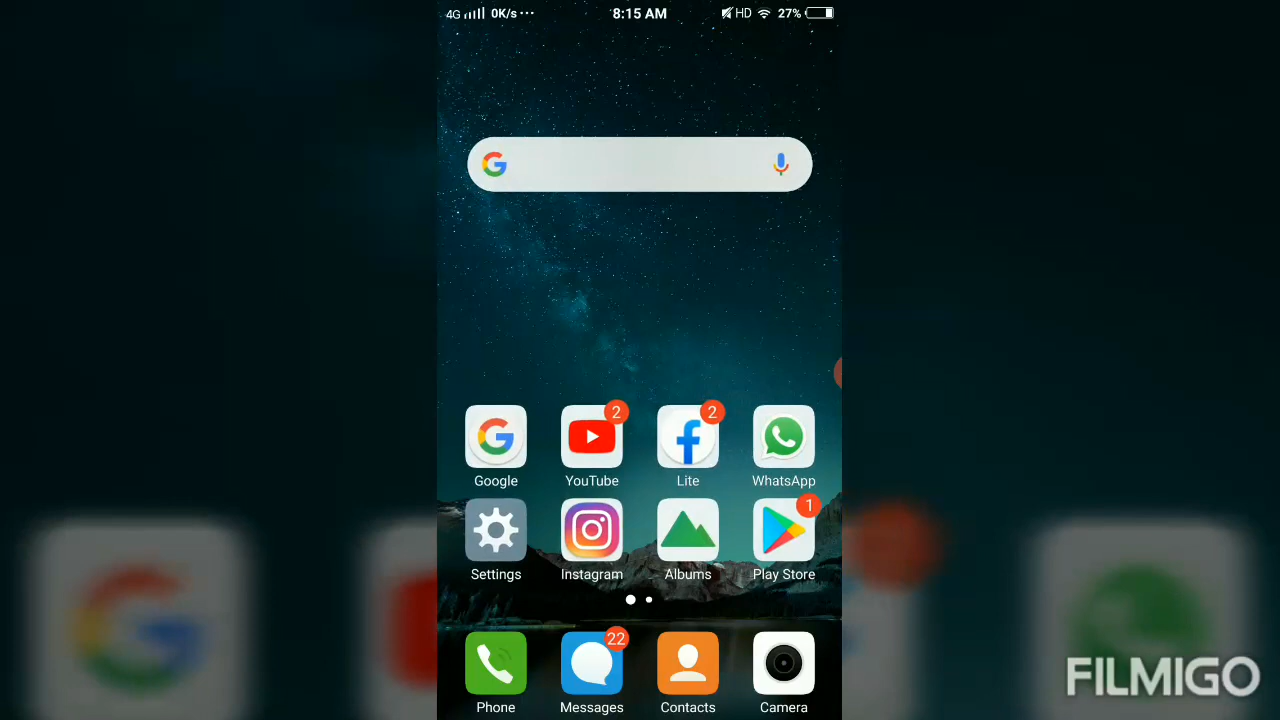 4G 0K/s... 8:15 AM HD 27%
2 2
Google YouTube Lite WhatsApp
1
Settings Instagram Albums Play Store
22
Phone Messages Contacts Camera
FILMIGO